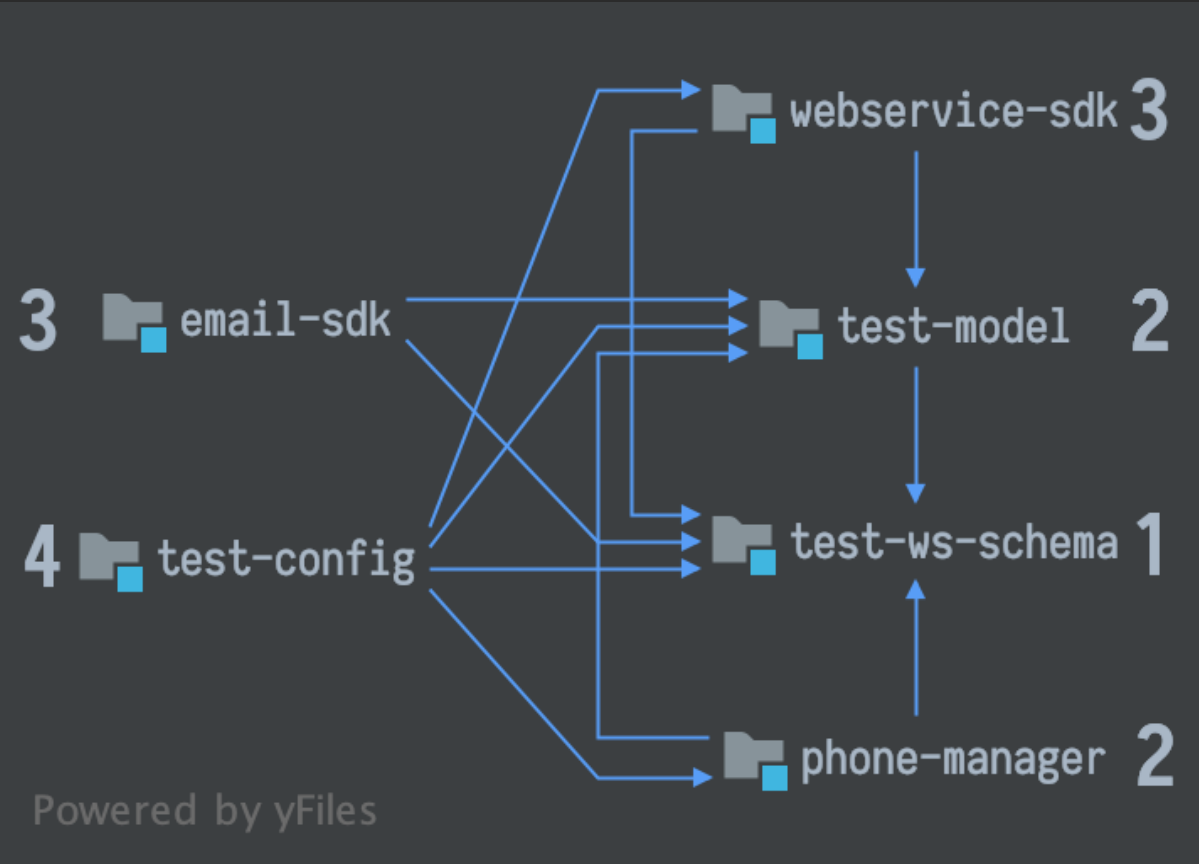 webservice-sdk 3
3 email-sdk
test-model 2
4 test-config
test-ws-schema 1
phone-manager 2
Powered by yFiles